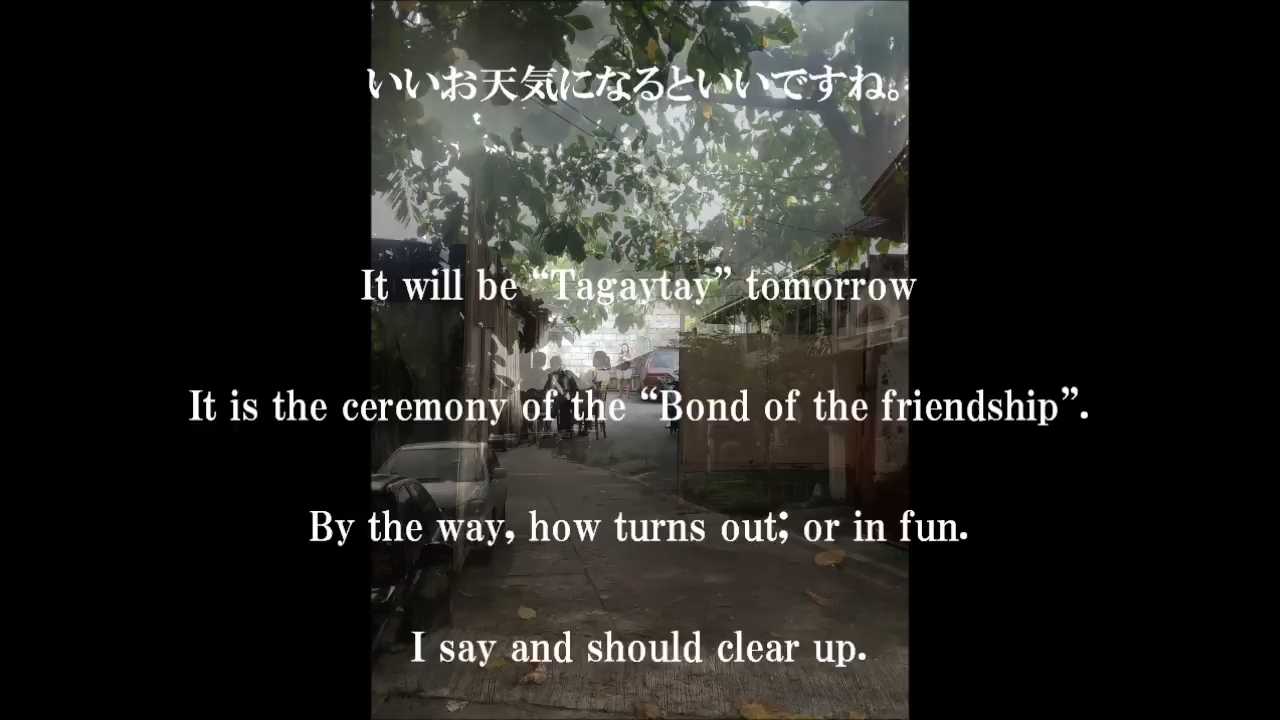 いいお天気になるといいですね。
It will be “Tagaytay” tomorrow
It is the ceremony of the “Bond of the friendship”.
By the way, how turns out; or in fun.
I say and should clear up.